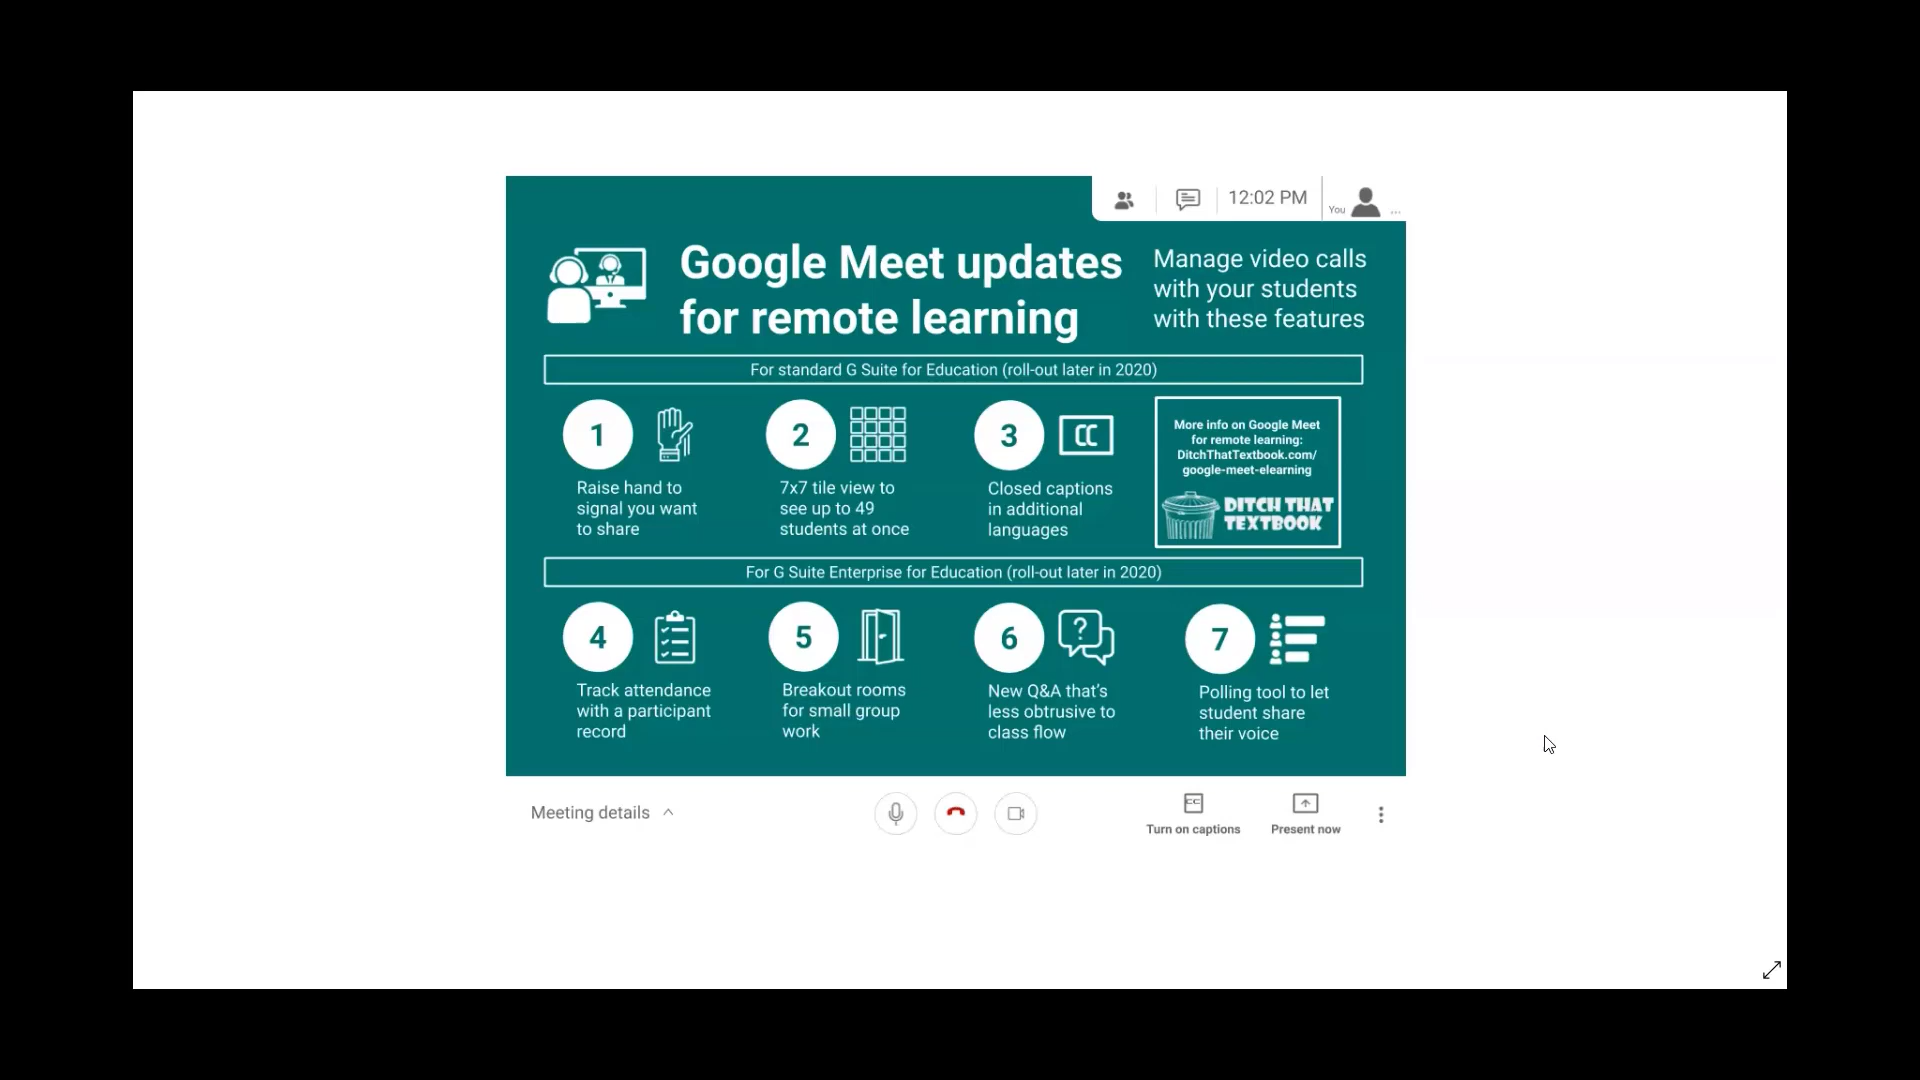 12:02 PM
You
Google Meet updates
for remote learning
Manage video calls
with your students
with these features
For standard G Suite for Education (roll-out later in 2020)
1
Raise hand to
signal you want
to share
2
7x7 tile view to
see up to 49
students at once
3
CC
Closed captions
in additional
languages
More info on Google Meet
for remote learning:
DitchThatTextbook.com/
google-meet-elearning
DITCH THAT
TEXTBOOK
For G Suite Enterprise for Education (roll-out later in 2020)
4
Track attendance
with a participant
record
5
Breakout rooms
for small group
work
6
?
New Q&A that's
less obtrusive to
class flow
7
Polling tool to let
student share
their voice
Meeting details
CC
Turn on captions
Present now